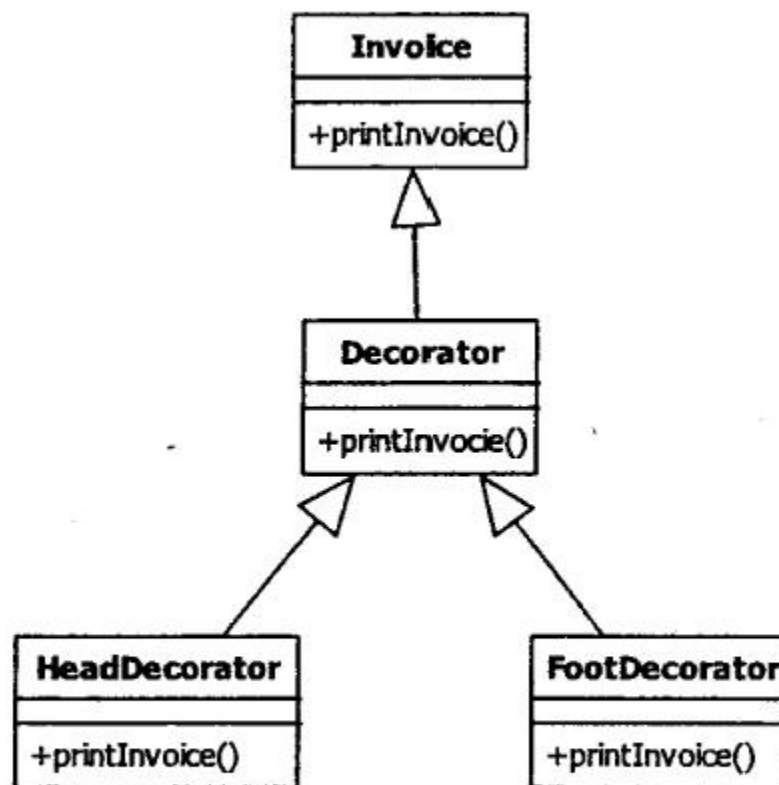 Invoice
+printInvoice()
Decorator
+printInvocie()
HeadDecorator
FootDecorator
+printInvoice()
+printInvoice()